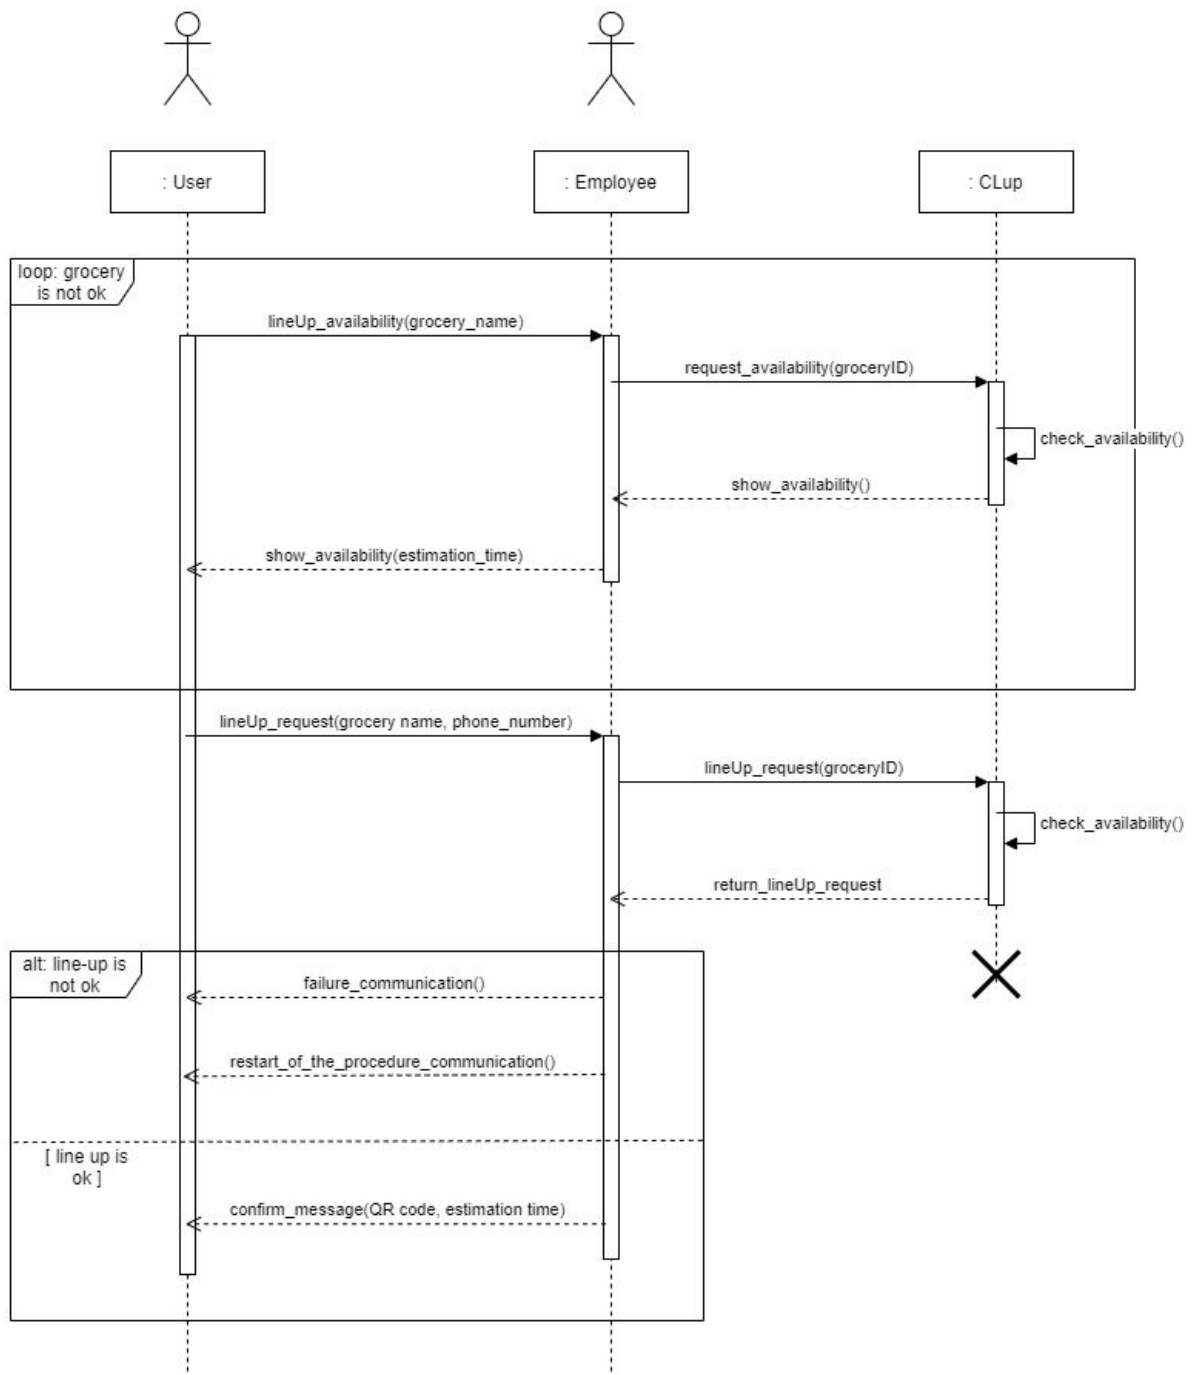 : User
: Employee
: CLup
loop: grocery
is not ok
lineUp_availability(grocery_name)
request_availability(groceryID)
check_availability()
show_availability()
show_availability(estimation_time)
lineUp_request(grocery name, phone_number)
lineUp_request(groceryID)
check_availability()
return_lineUp_request
alt: line-up is
not ok
failure_communication()
restart_of_the_procedure_communication()
[ line up is
ok ]
confirm_message(QR code, estimation time)